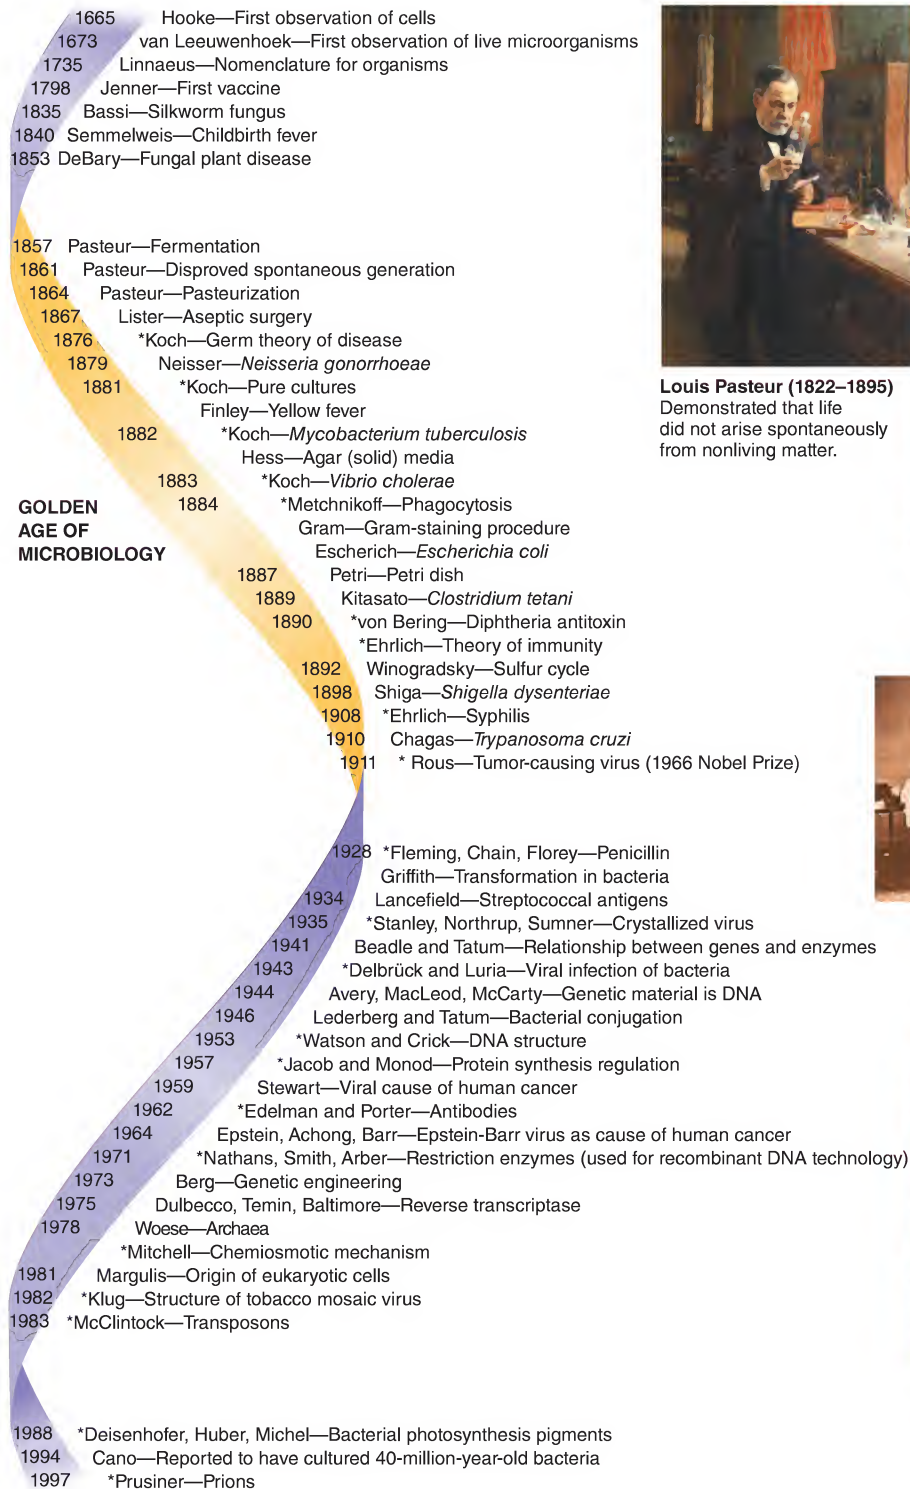 1665 Hooke—First observation of cells
1673 van Leeuwenhoek—First observation of live microorganisms
1735 Linnaeus—Nomenclature for organisms
1798 Jenner—First vaccine
1835 Bassi—Silkworm fungus
1840 Semmelweis—Childbirth fever
1853 DeBary—Fungal plant disease
1857 Pasteur—Fermentation
1861 Pasteur—Disproved spontaneous generation
1864 Pasteur—Pasteurization
1867 Lister—Aseptic surgery
1876 *Koch—Germ theory of disease
1879 Neisser—Neisseria gonorrhoeae
1881 *Koch—Pure cultures
Finley—Yellow fever
1882 *Koch—Mycobacterium tuberculosis
Hess—Agar (solid) media
1883 *Koch—Vibrio cholerae
1884 *Metchnikoff—Phagocytosis
Gram—Gram-staining procedure
Escherich—Escherichia coli
1887 Petri—Petri dish
1889 Kitasato—Clostridium tetani
1890 *von Bering—Diphtheria antitoxin
*Ehrlich—Theory of immunity
1892 Winogradsky—Sulfur cycle
1898 Shiga—Shigella dysenteriae
1908 *Ehrlich—Syphilis
1910 Chagas—Trypanosoma cruzi
1911 * Rous—Tumor-causing virus (1966 Nobel Prize)
GOLDEN
AGE OF
MICROBIOLOGY
1928 *Fleming, Chain, Florey—Penicillin
Griffith—Transformation in bacteria
1934 Lancefield—Streptococcal antigens
1935 *Stanley, Northrup, Sumner—Crystallized virus
1941 Beadle and Tatum—Relationship between genes and enzymes
1943 *Delbrück and Luria—Viral infection of bacteria
1944 Avery, MacLeod, McCarty—Genetic material is DNA
1946 Lederberg and Tatum—Bacterial conjugation
1953 *Watson and Crick—DNA structure
1957 *Jacob and Monod—Protein synthesis regulation
1959 Stewart—Viral cause of human cancer
1962 *Edelman and Porter—Antibodies
1964 Epstein, Achong, Barr—Epstein-Barr virus as cause of human cancer
1971 *Nathans, Smith, Arber—Restriction enzymes (used for recombinant DNA technology)
1973 Berg—Genetic engineering
1975 Dulbecco, Temin, Baltimore—Reverse transcriptase
1978 Woese—Archaea
*Mitchell—Chemiosmotic mechanism
1981 Margulis—Origin of eukaryotic cells
1982 *Klug—Structure of tobacco mosaic virus
1983 *McClintock—Transposons
1988 *Deisenhofer, Huber, Michel—Bacterial photosynthesis pigments
1994 Cano—Reported to have cultured 40-million-year-old bacteria
1997 *Prusiner—Prions
Louis Pasteur (1822–1895)
Demonstrated that life
did not arise spontaneously
from nonliving matter.